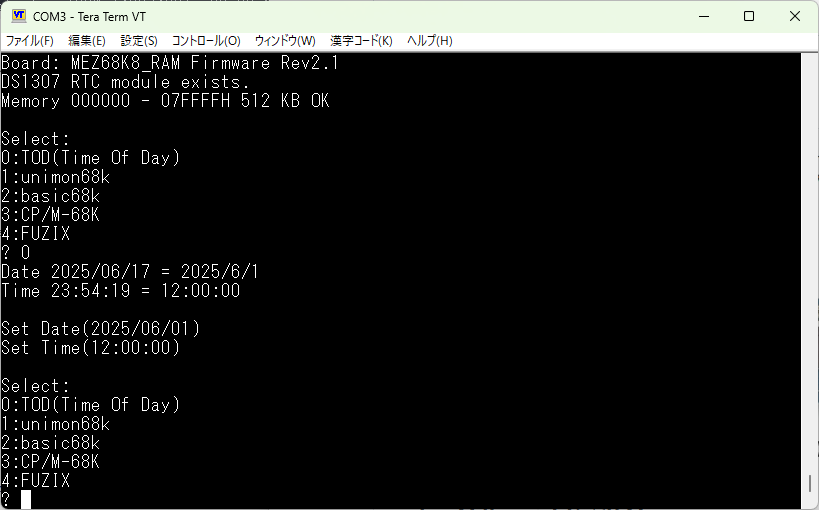 VT COM3 - Tera Term VT
ファイル(F) 編集(E) 設定(S) コントロール(O) ウィンドウ(W) 漢字コード(K) ヘルプ(H)
Board: MEZ68K8_RAM Firmware Rev2.1
DS1307 RTC module exists.
Memory 000000 - 07FFFFH 512 KB OK
Select:
0:TOD(Time Of Day)
1:unimon68k
2:basic68k
3:CP/M-68K
4:FUZIX
? 0
Date 2025/06/17 = 2025/6/1
Time 23:54:19 = 12:00:00
Set Date(2025/06/01)
Set Time(12:00:00)
Select:
0:TOD(Time Of Day)
1:unimon68k
2:basic68k
3:CP/M-68K
4:FUZIX
?